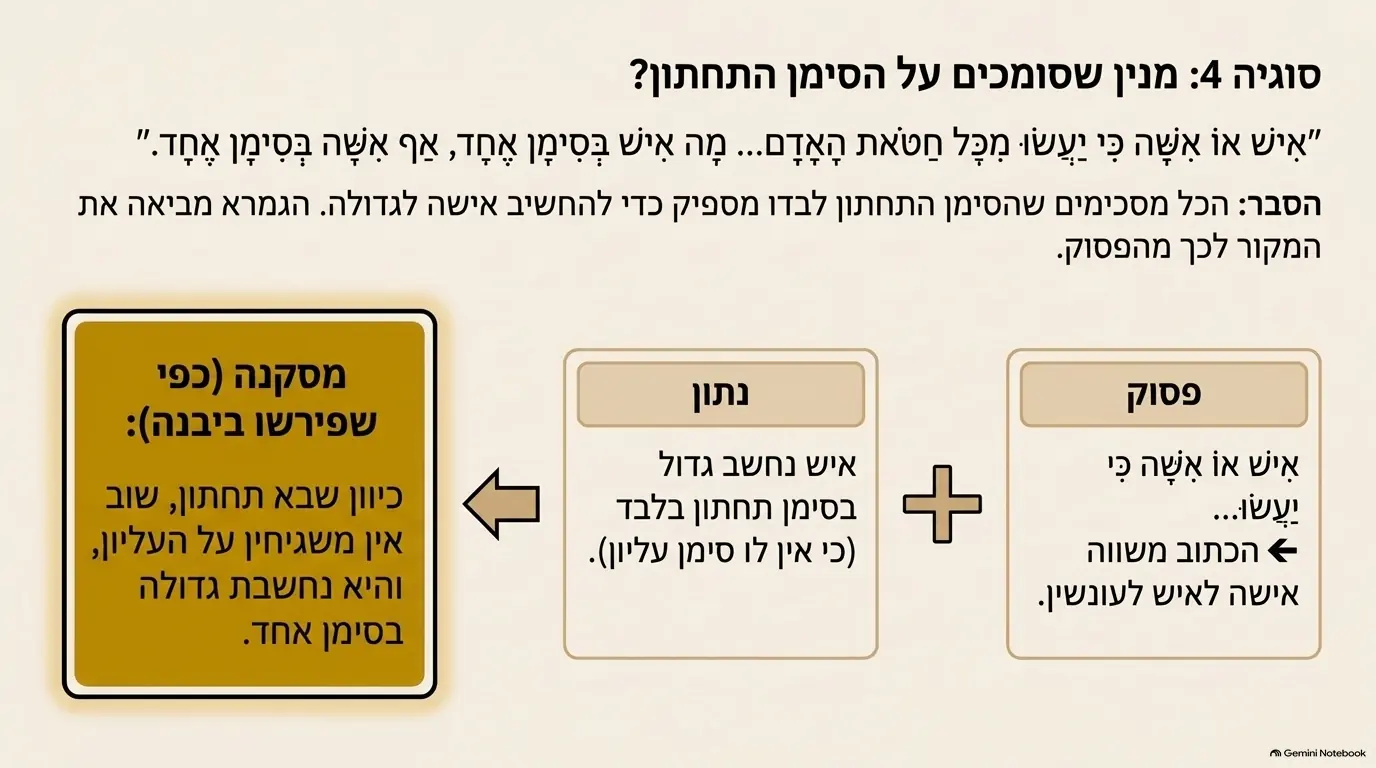 סוגיה 4: מנין שסומכים על הסימן התחתון?
"אִישׁ אוֹ אִשָּׁה כִּי יַעֲשׂוּ מִכָּל חַטֹּאת הָאָדָם... מָה אִישׁ בְּסִימָן אֶחָד, אַף אִשָּׁה בְּסִימָן אֶחָד."
הסבר: הכל מסכימים שהסימן התחתון לבדו מספיק כדי להחשיב אישה לגדולה. הגמרא מביאה את
המקור לכך מהפסוק.
פסוק
אִישׁ אוֹ אִשָּׁה כִּי
יַעֲשׂוּ...
← הכתוב משווה
אישה לאיש לעונשין.
+
נתון
איש נחשב גדול
בסימן תחתון בלבד
(כי אין לו סימן עליון).
מסקנה (כפי
שפירשו ביבנה):
כיוון שבא תחתון, שוב
אין משגיחין על העליון,
והיא נחשבת גדולה
בסימן אחד.
Gemini Notebook